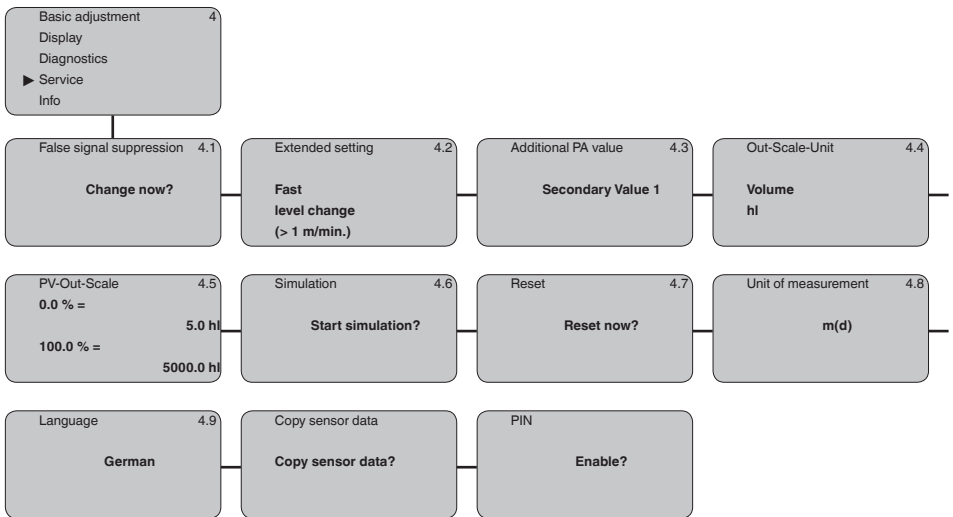 Basic adjustment 4
Display
Diagnostics
▶ Service
Info
False signal suppression 4.1
Change now?
Extended setting 4.2
Fast
level change
(> 1 m/min.)
Additional PA value 4.3
Secondary Value 1
Out-Scale-Unit 4.4
Volume
hl
PV-Out-Scale 4.5
0.0 % =
5.0 hl
100.0 % =
5000.0 hl
Simulation 4.6
Start simulation?
Reset 4.7
Reset now?
Unit of measurement 4.8
m(d)
Language 4.9
German
Copy sensor data
Copy sensor data?
PIN
Enable?